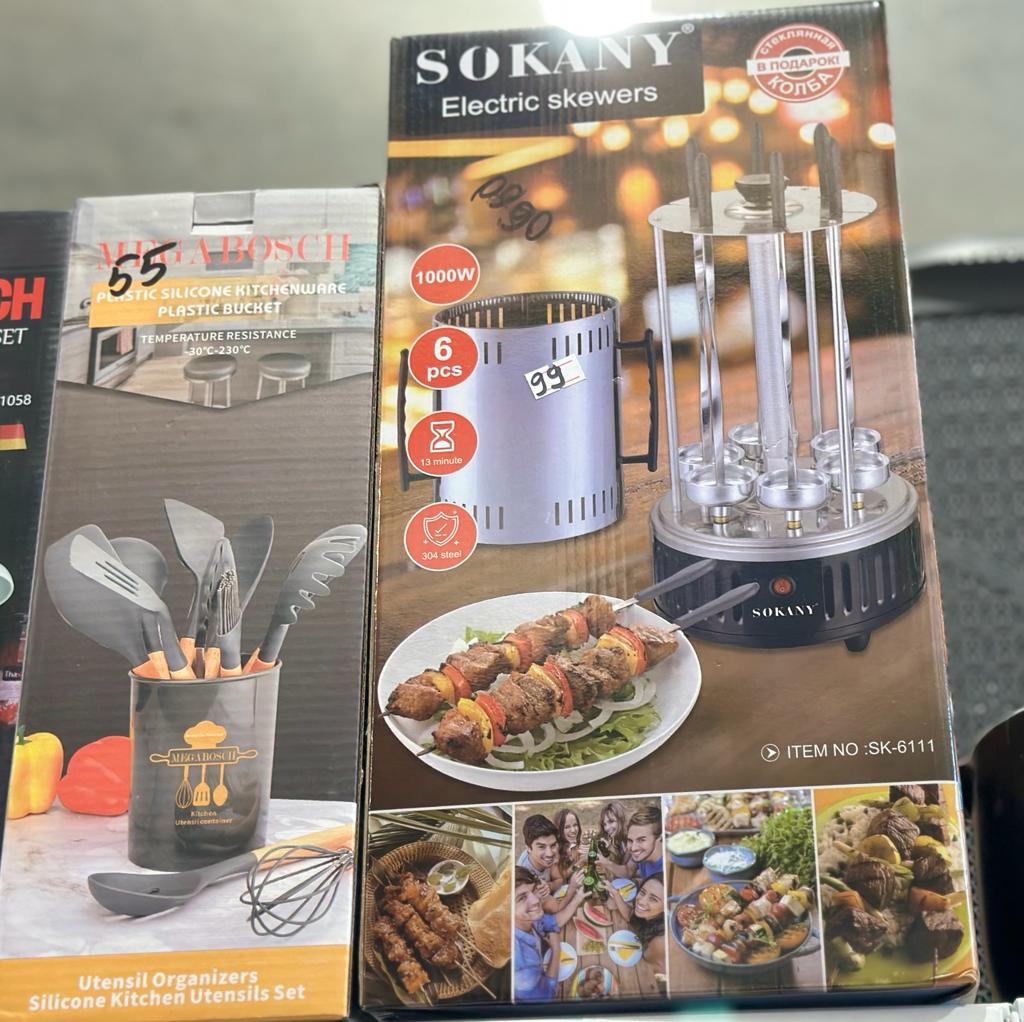 CH
SET
1058
MEGABOSCH
55
PLASTIC SILICONE KITCHENWARE
PLASTIC BUCKET
TEMPERATURE RESISTANCE
-30°C-230°C
MEGABOSCH
Kitchen
Utensil container
Utensil Organizers
Silicone Kitchen Utensils Set
SOKANY®
Electric skewers
стеклянная
В ПОДАРОК!
КОЛБА
1000W
6
pcs
99
13 minute
304 steel
SOKANY
ITEM NO :SK-6111